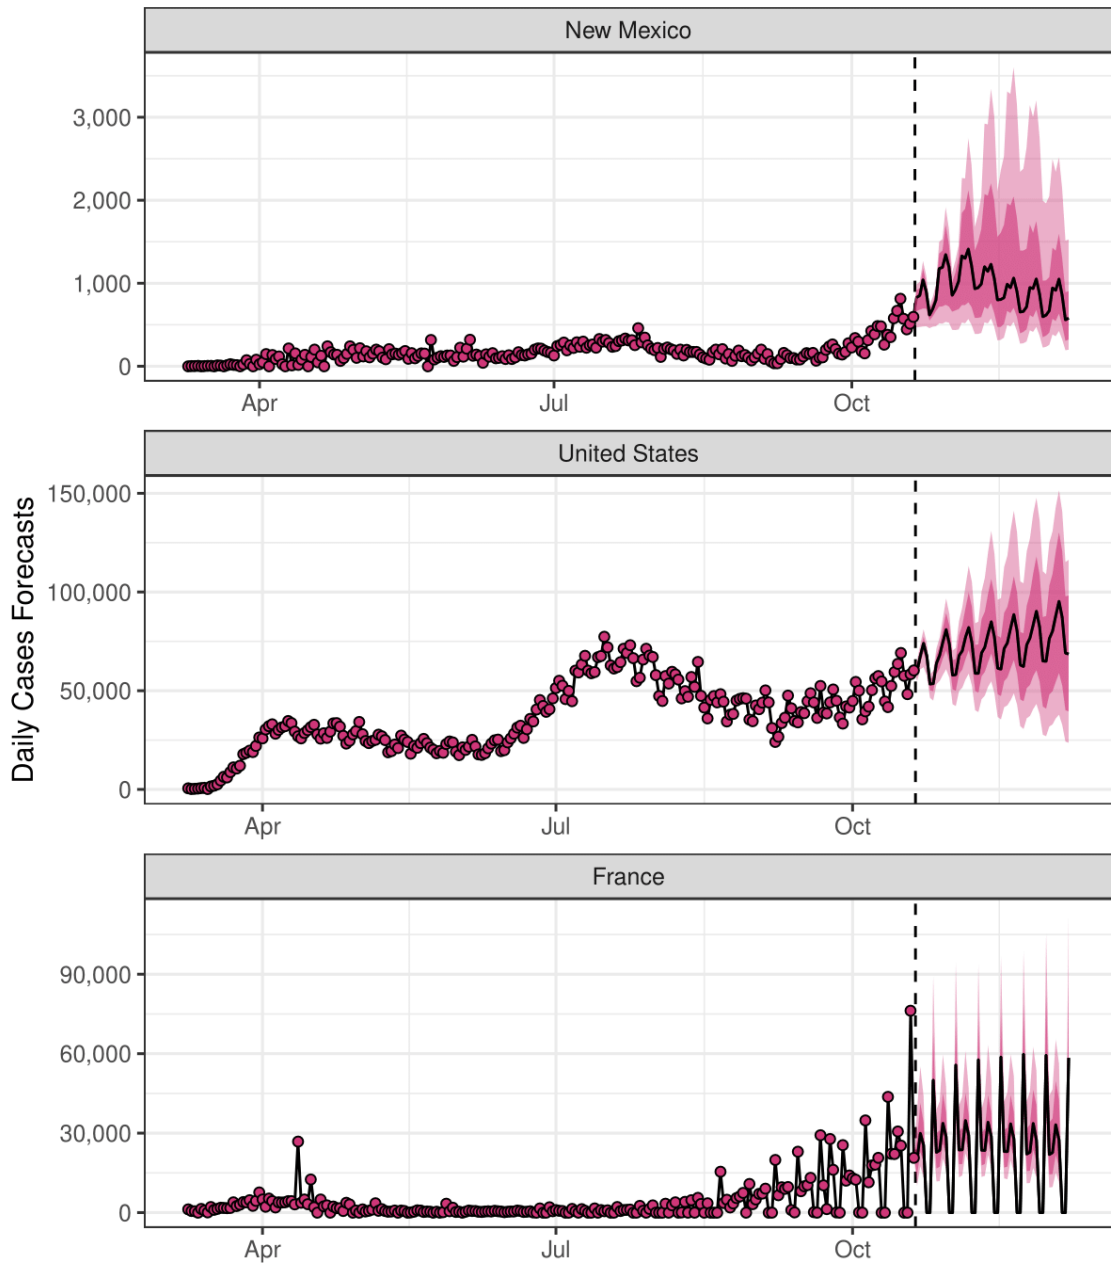 New Mexico
3,000
2,000
1,000
0
Apr Jul Oct
United States
150,000
100,000
50,000
0
Apr Jul Oct
Daily Cases Forecasts
France
90,000
60,000
30,000
0
Apr Jul Oct